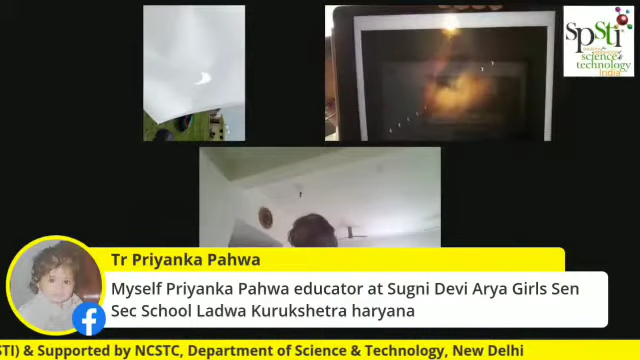 spsti
science
technology
India
Tr Priyanka Pahwa
Myself Priyanka Pahwa educator at Sugni Devi Arya Girls Sen
Sec School Ladwa Kurukshetra haryana
STI) & Supported by NCSTC, Department of Science & Technology, New Delhi